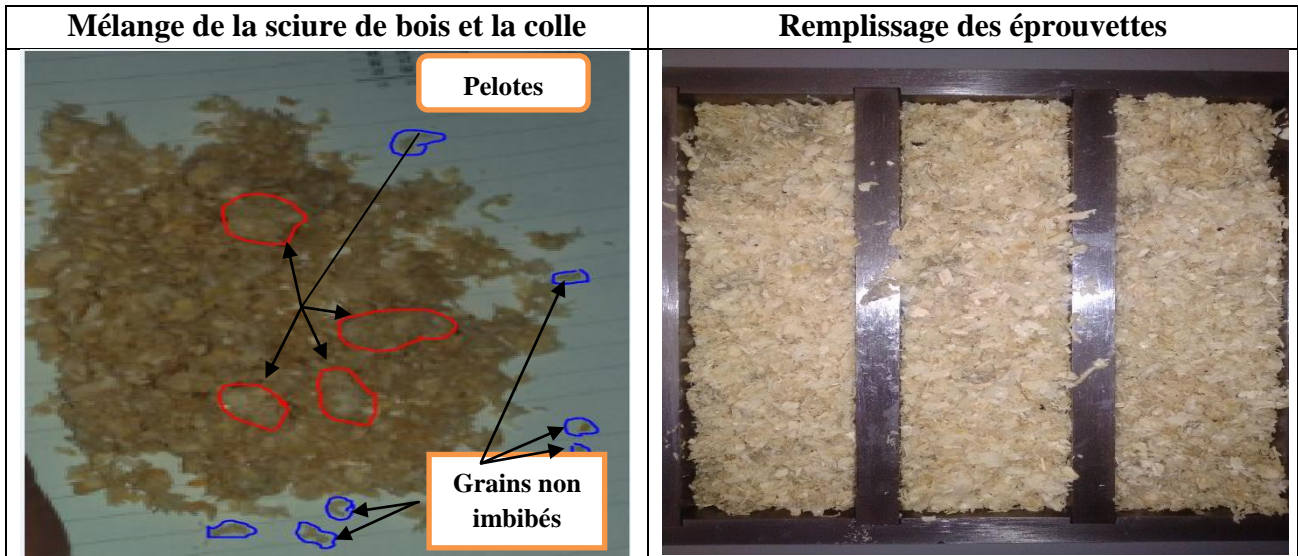 Mélange de la sciure de bois et la colle
Remplissage des éprouvettes
Pelotes
Grains non
imbibés